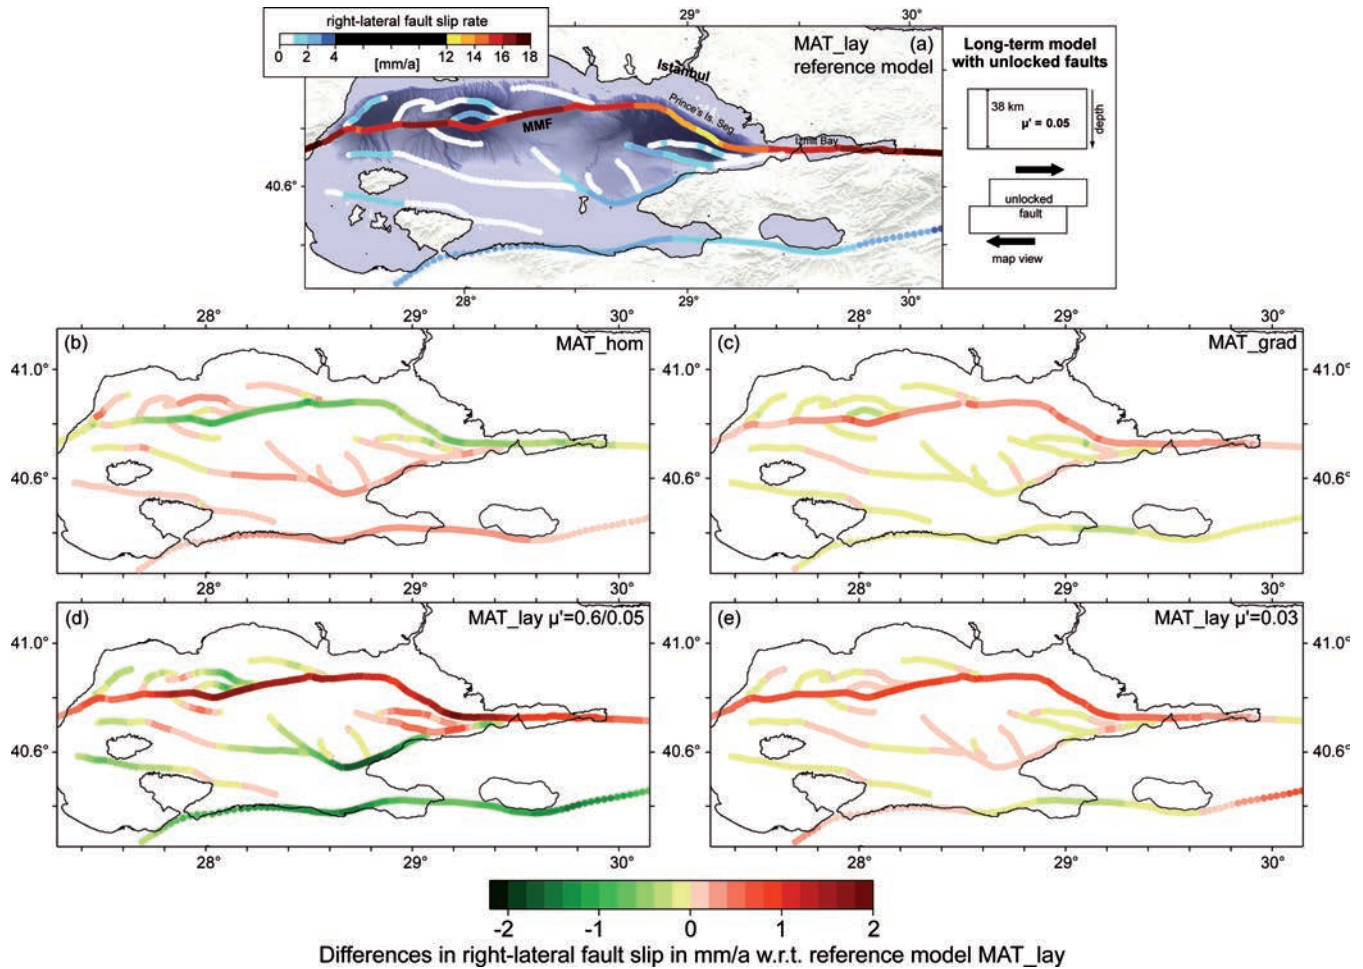 right-lateral fault slip rate
0 2 4 12 14 16 18
[mm/a]
29° 30°
MAT_lay (a)
reference model
Istanbul
Prince's Is. Seg.
MMF
Izmit Bay
40.6°
28° 29° 30°
Long-term model
with unlocked faults
38 km
µ' = 0.05
depth
unlocked
fault
map view
28° 29° 30°
(b) MAT_hom
41.0°
40.6°
28° 29° 30°
(c) MAT_grad
41.0°
40.6°
28° 29° 30°
(d) MAT_lay µ'=0.6/0.05
41.0°
40.6°
28° 29° 30°
28° 29° 30°
(e) MAT_lay µ'=0.03
41.0°
40.6°
28° 29° 30°
-2 -1 0 1 2
Differences in right-lateral fault slip in mm/a w.r.t. reference model MAT_lay